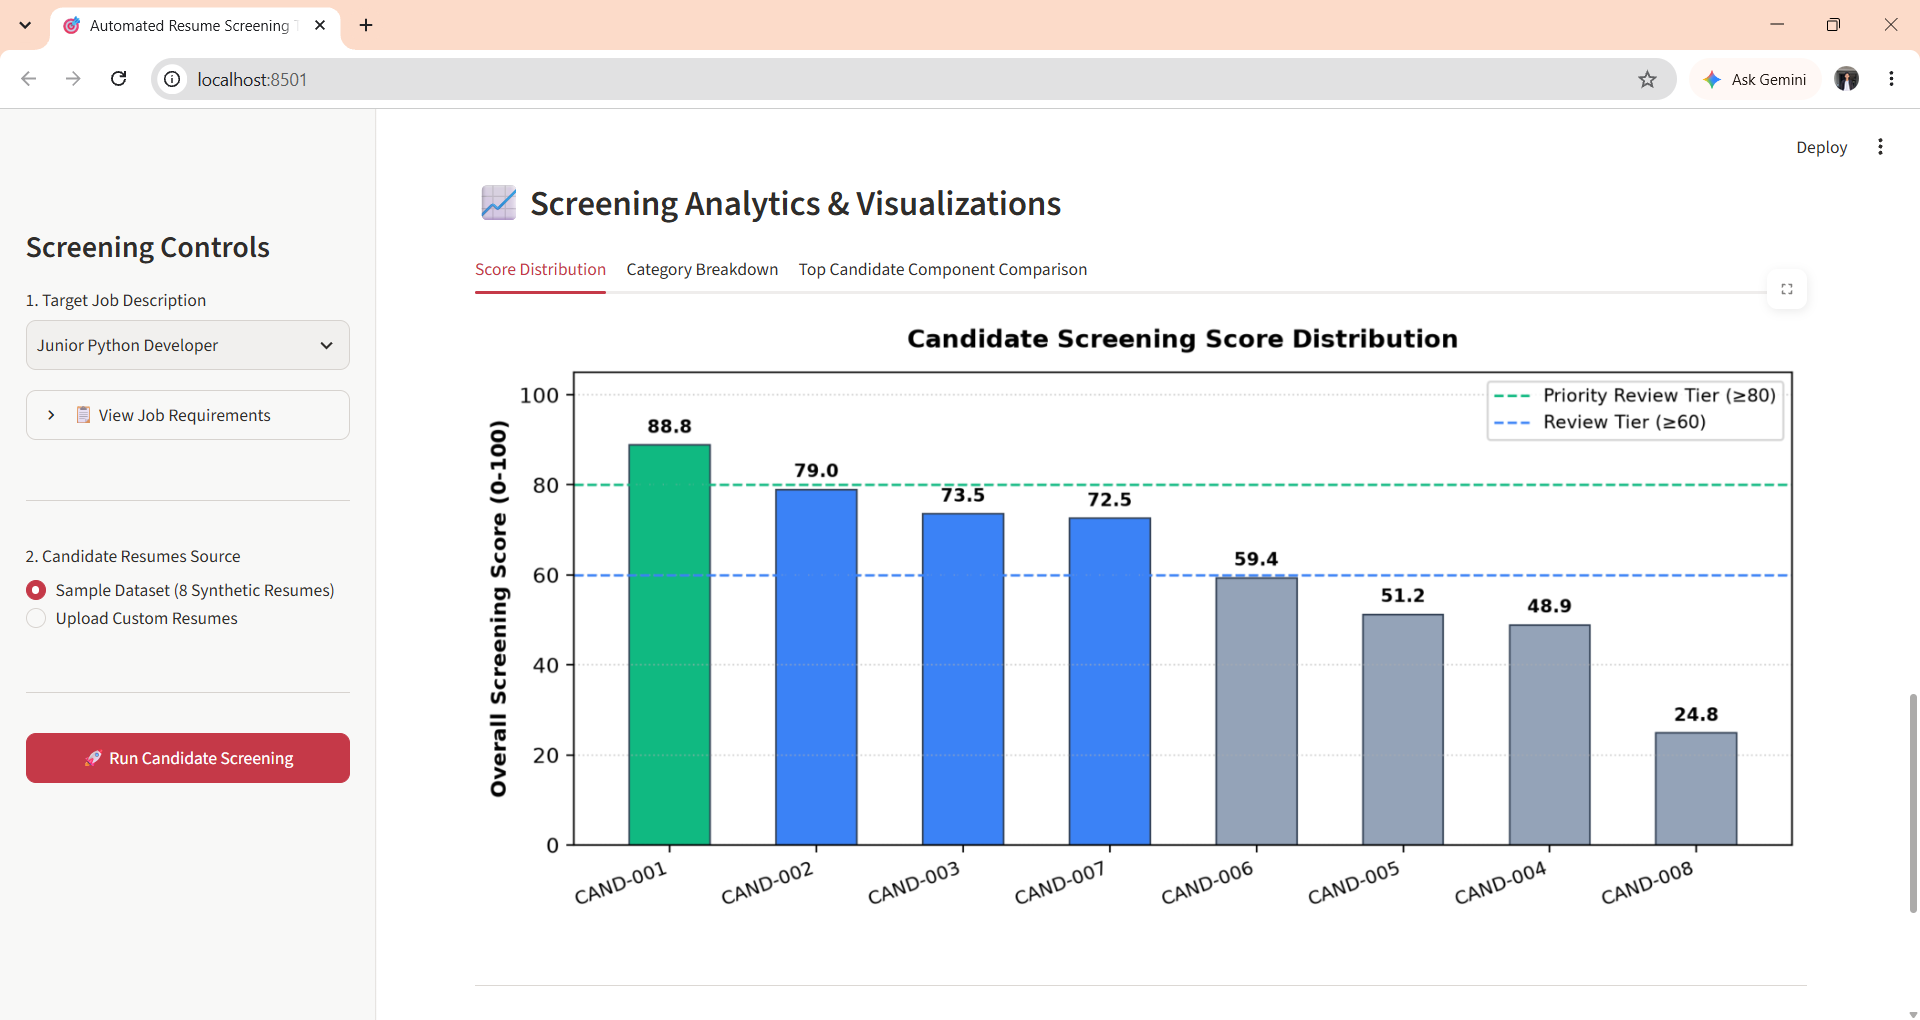 Automated Resume Screening
localhost:8501
Ask Gemini
Deploy
Screening Controls
1. Target Job Description
Junior Python Developer
View Job Requirements
2. Candidate Resumes Source
Sample Dataset (8 Synthetic Resumes)
Upload Custom Resumes
Run Candidate Screening
Screening Analytics & Visualizations
Score Distribution Category Breakdown Top Candidate Component Comparison
Candidate Screening Score Distribution
Overall Screening Score (0-100)
100
80
60
40
20
0
Priority Review Tier (≥80)
Review Tier (≥60)
88.8
79.0
73.5
72.5
59.4
51.2
48.9
24.8
CAND-001 CAND-002 CAND-003 CAND-007 CAND-006 CAND-005 CAND-004 CAND-008